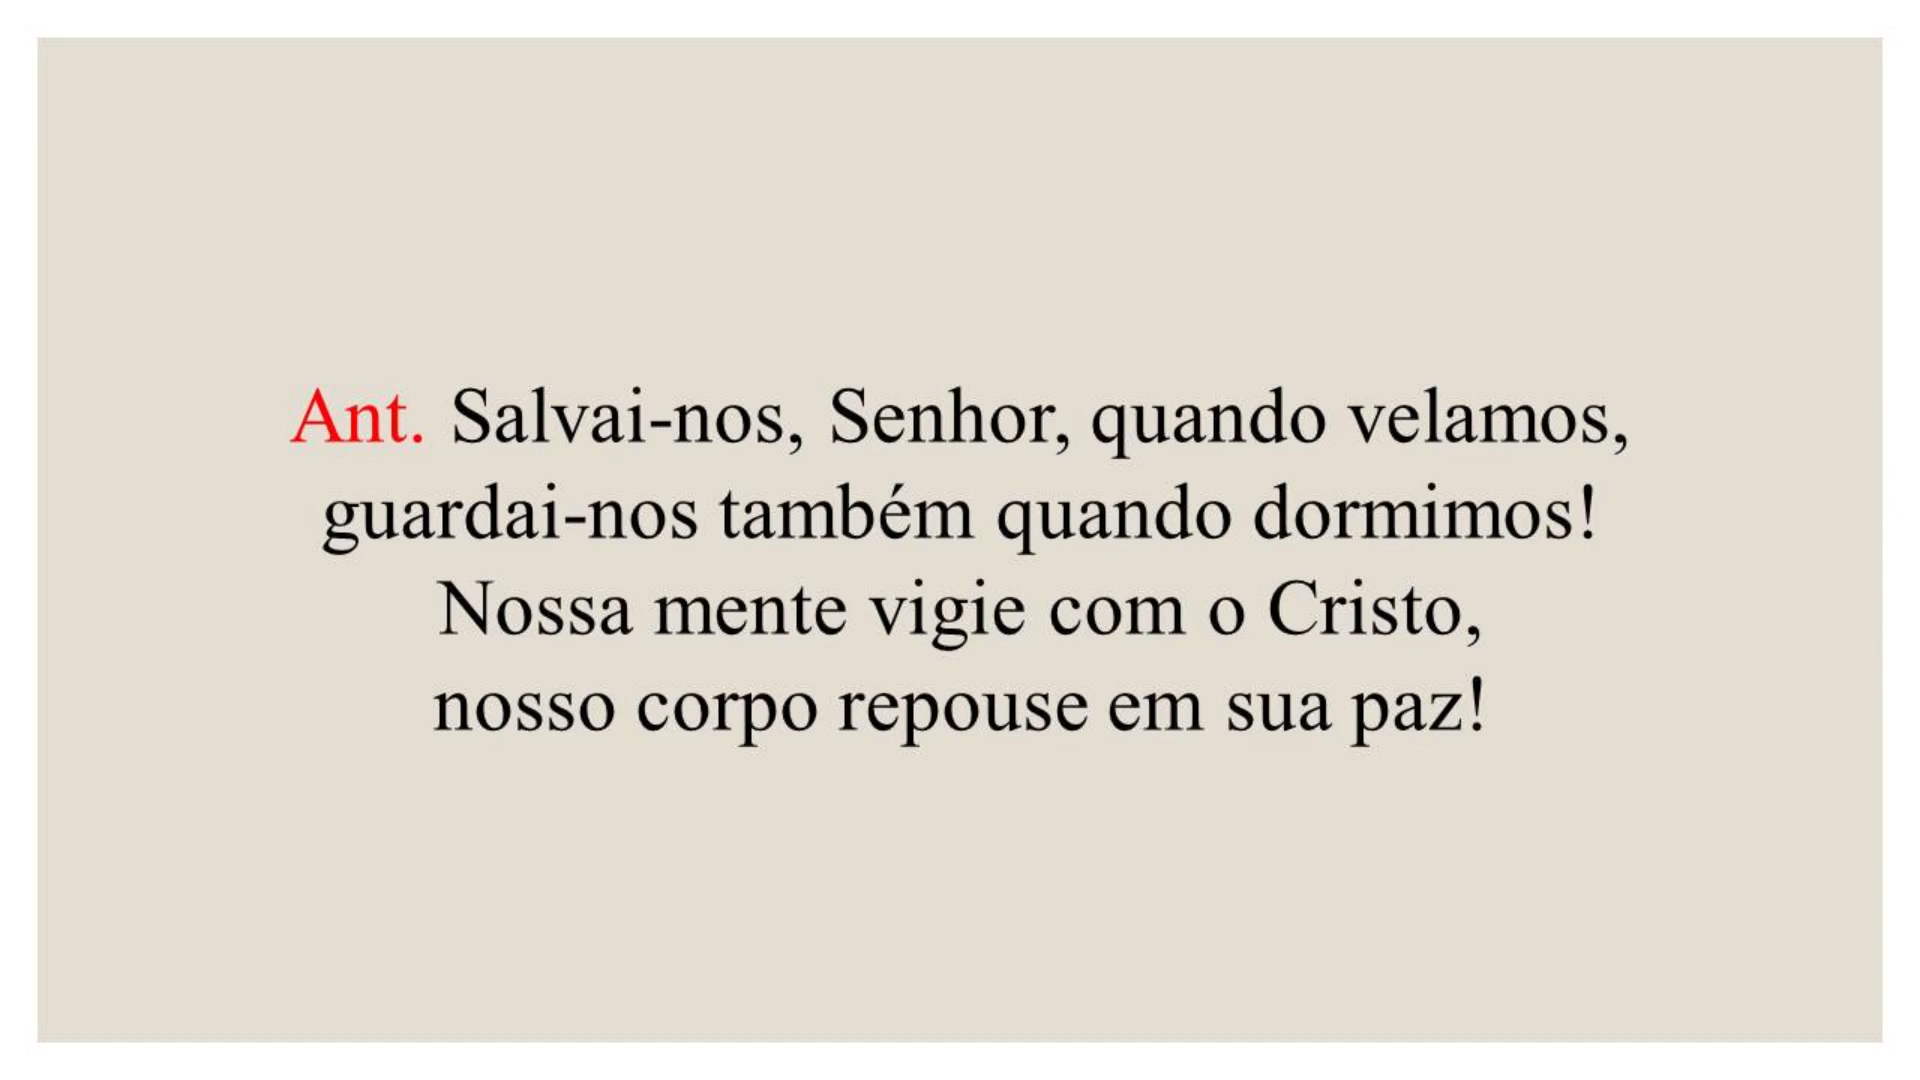 Ant. Salvai-nos, Senhor, quando velamos,
guardai-nos também quando dormimos!
Nossa mente vigie com o Cristo,
nosso corpo repouse em sua paz!